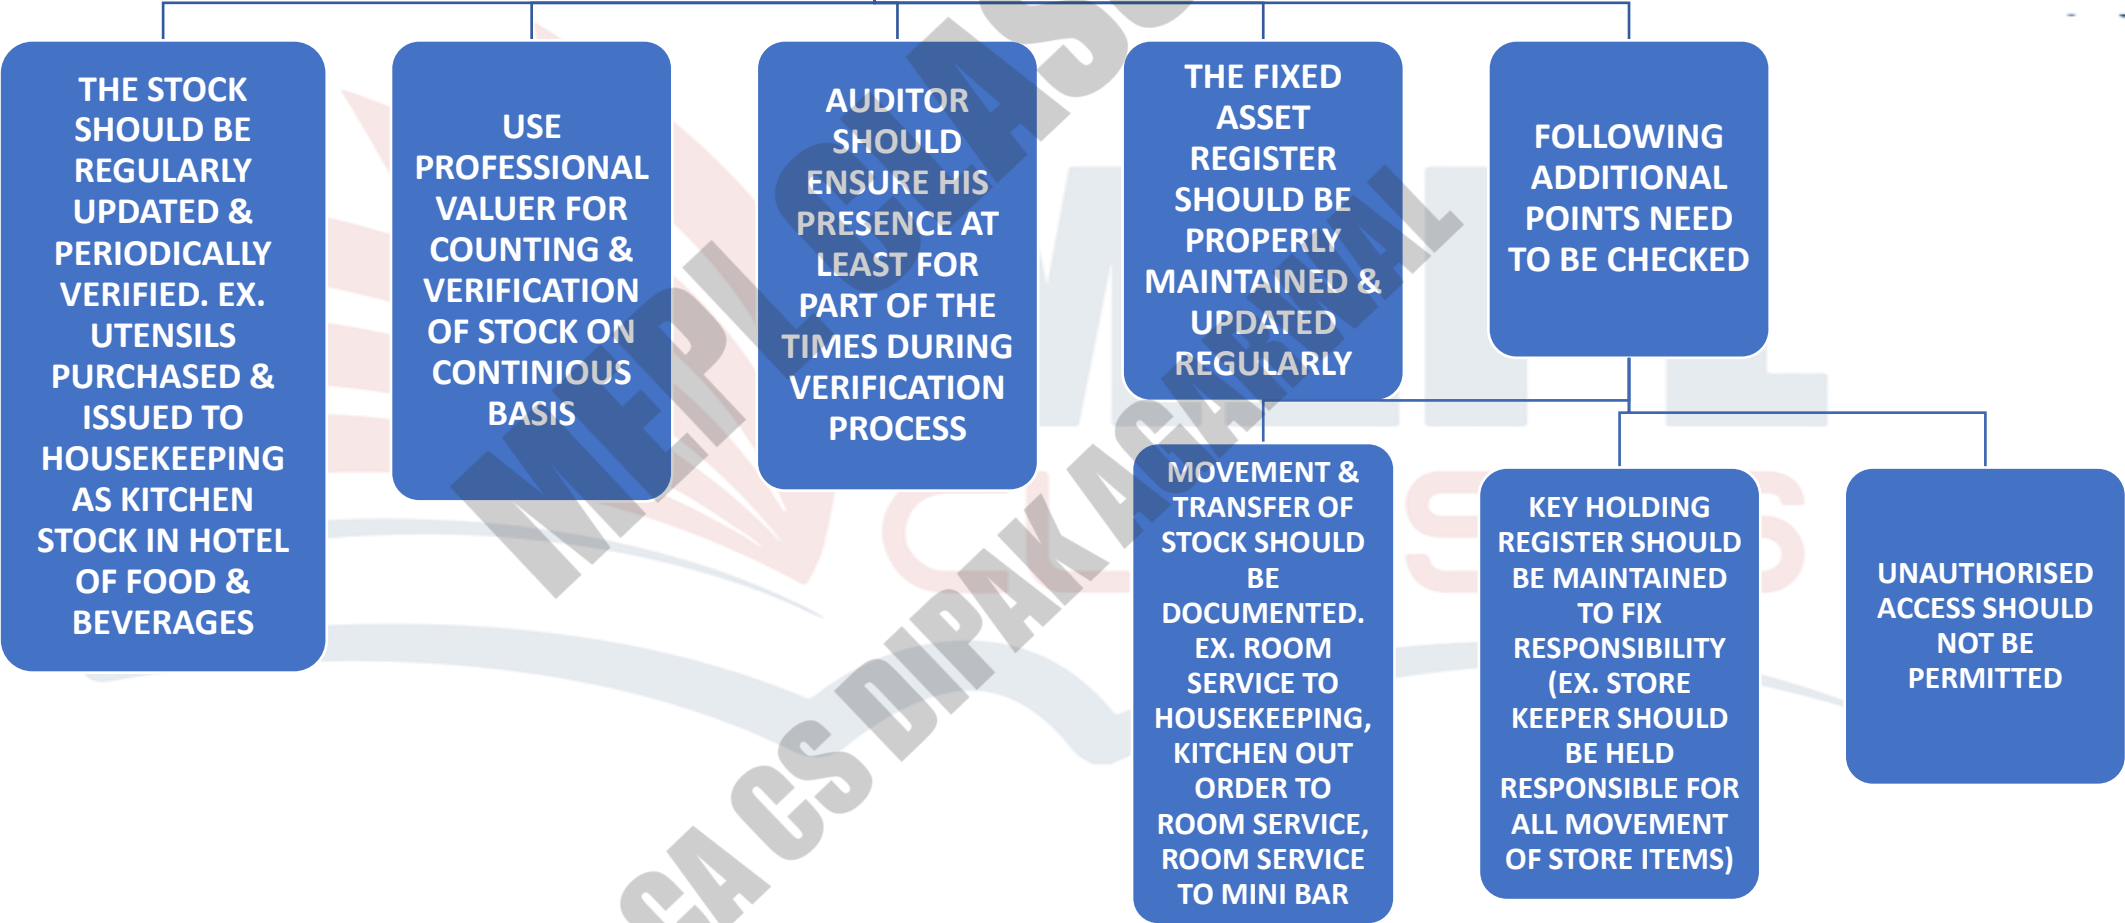 THE STOCK
SHOULD BE
REGULARLY
UPDATED &
PERIODICALLY
VERIFIED. EX.
UTENSILS
PURCHASED &
ISSUED TO
HOUSEKEEPING
AS KITCHEN
STOCK IN HOTEL
OF FOOD &
BEVERAGES
USE
PROFESSIONAL
VALUER FOR
COUNTING &
VERIFICATION
OF STOCK ON
CONTINIOUS
BASIS
AUDITOR
SHOULD
ENSURE HIS
PRESENCE AT
LEAST FOR
PART OF THE
TIMES DURING
VERIFICATION
PROCESS
THE FIXED
ASSET
REGISTER
SHOULD BE
PROPERLY
MAINTAINED &
UPDATED
REGULARLY
FOLLOWING
ADDITIONAL
POINTS NEED
TO BE CHECKED
MOVEMENT &
TRANSFER OF
STOCK SHOULD
BE
DOCUMENTED.
EX. ROOM
SERVICE TO
HOUSEKEEPING,
KITCHEN OUT
ORDER TO
ROOM SERVICE,
ROOM SERVICE
TO MINI BAR
KEY HOLDING
REGISTER SHOULD
BE MAINTAINED
TO FIX
RESPONSIBILITY
(EX. STORE
KEEPER SHOULD
BE HELD
RESPONSIBLE FOR
ALL MOVEMENT
OF STORE ITEMS)
UNAUTHORISED
ACCESS SHOULD
NOT BE
PERMITTED
MEPL CLASS
CA CS DIPAK AGARWAL